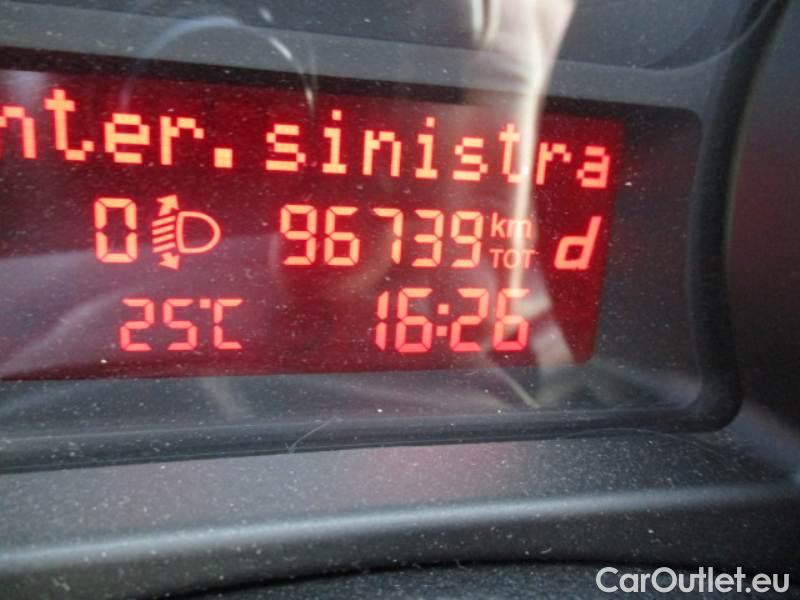 nter. sinistra
0 96739 km TOT d
25°C 16:26
CarOutlet.eu